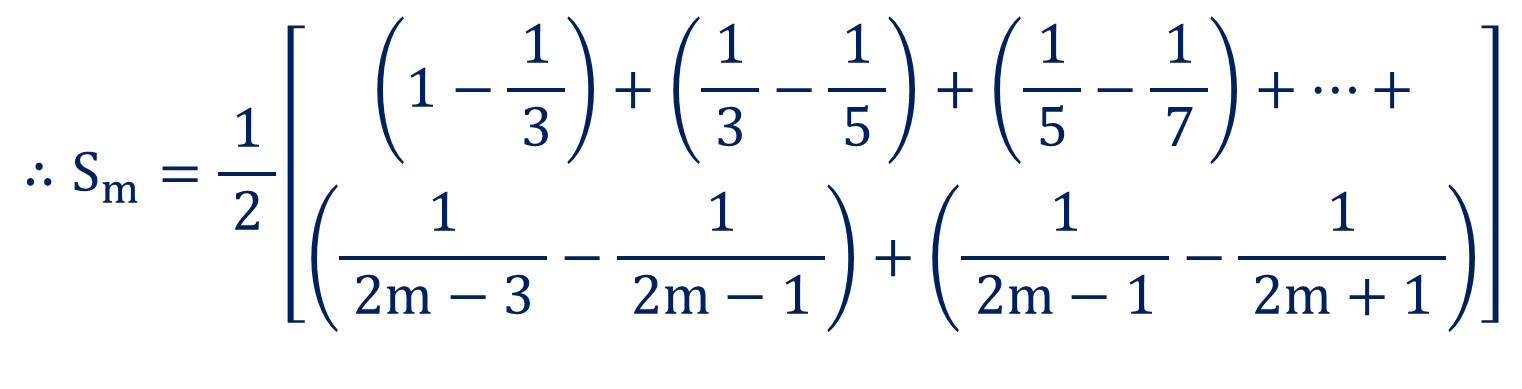 ∴ S_m = 1/2 [ (1 − 1/3) + (1/3 − 1/5) + (1/5 − 1/7) + ⋯ +
(1/(2m − 3) − 1/(2m − 1)) + (1/(2m − 1) − 1/(2m + 1)) ]